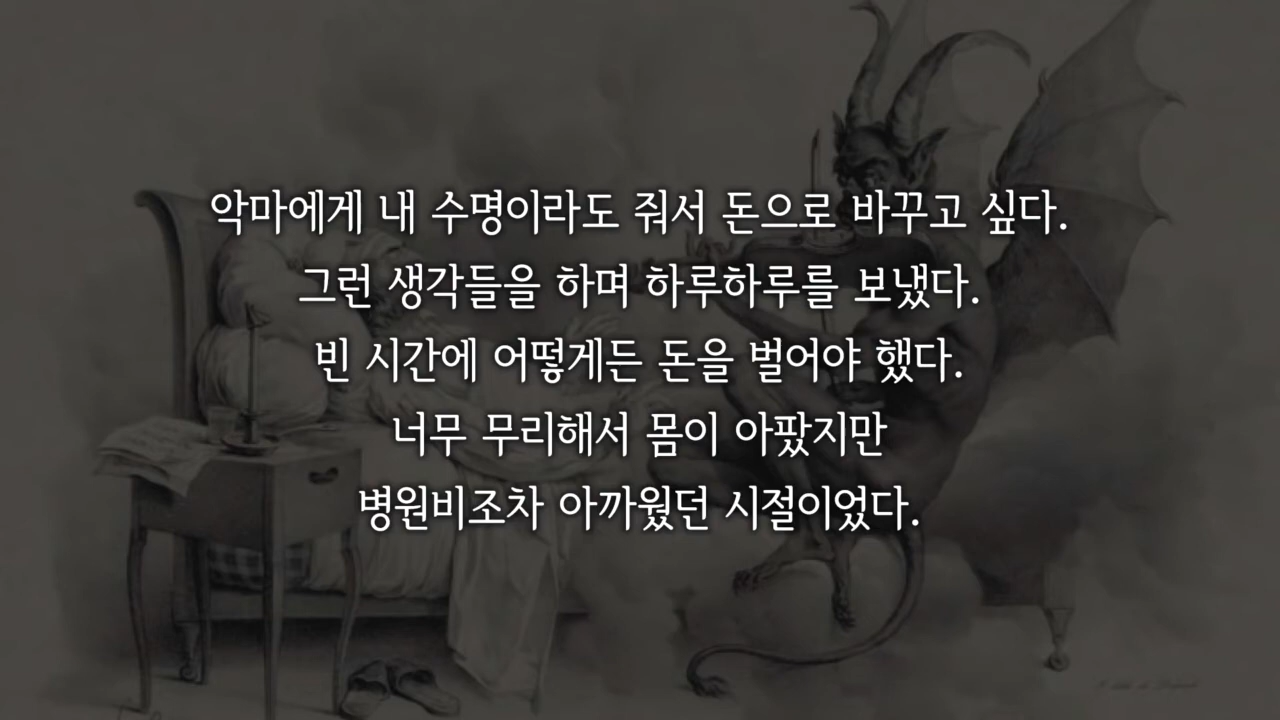 악마에게 내 수명이라도 줘서 돈으로 바꾸고 싶다.
그런 생각들을 하며 하루하루를 보냈다.
빈 시간에 어떻게든 돈을 벌어야 했다.
너무 무리해서 몸이 아팠지만
병원비조차 아까웠던 시절이었다.